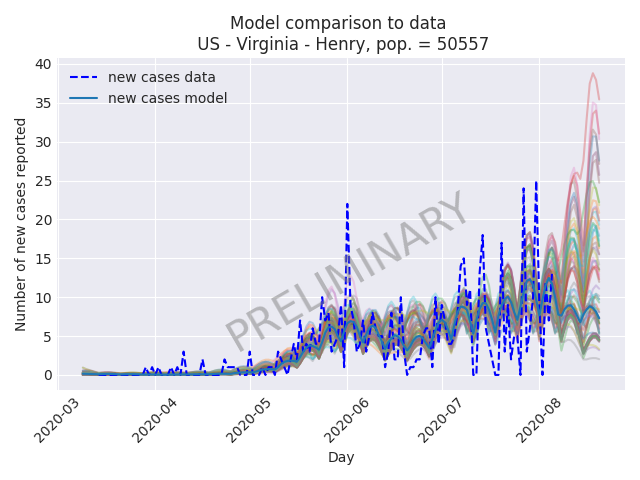 Model comparison to data
US - Virginia - Henry, pop. = 50557
new cases data
new cases model
PRELIMINARY
Number of new cases reported
40
35
30
25
20
15
10
5
0
2020-03
2020-04
2020-05
2020-06
2020-07
2020-08
Day